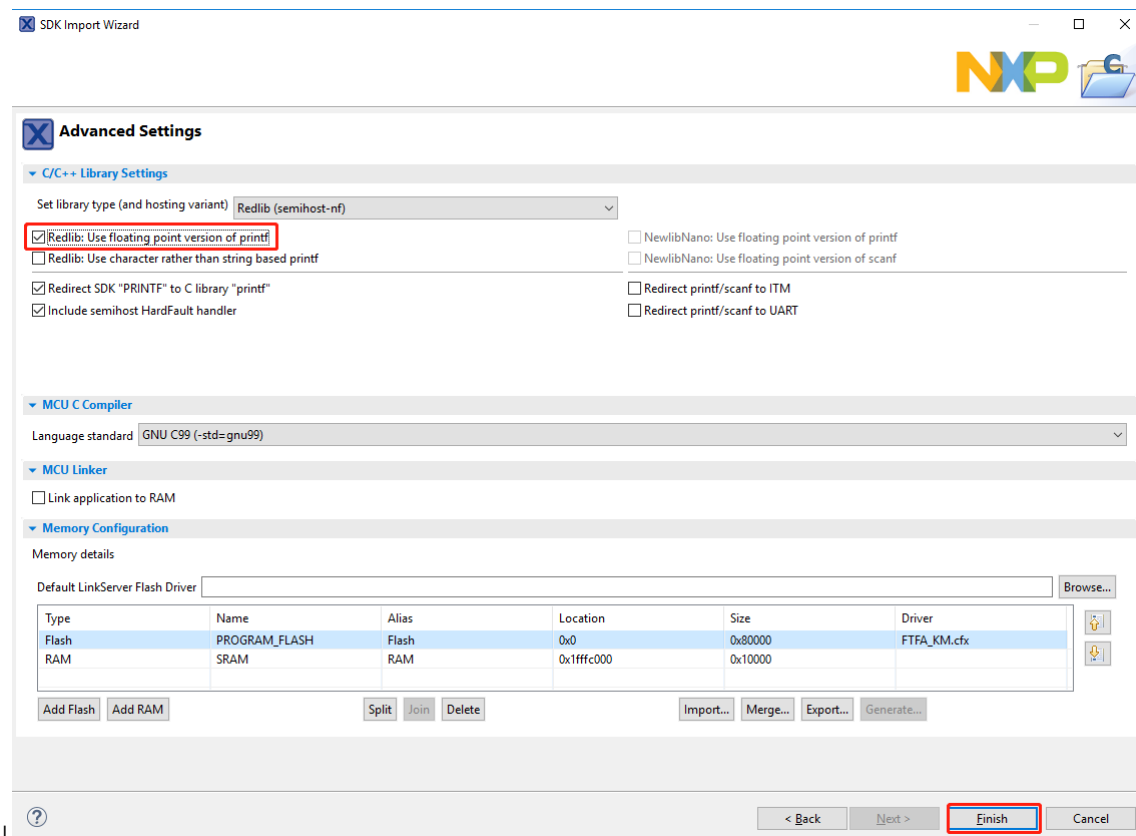 SDK Import Wizard
NXP
C
Advanced Settings
C/C++ Library Settings
Set library type (and hosting variant) Redlib (semihost-nf)
Redlib: Use floating point version of printf NewlibNano: Use floating point version of printf
Redlib: Use character rather than string based printf NewlibNano: Use floating point version of scanf
Redirect SDK "PRINTF" to C library "printf" Redirect printf/scanf to ITM
Include semihost HardFault handler Redirect printf/scanf to UART
MCU C Compiler
Language standard GNU C99 (-std=gnu99)
MCU Linker
Link application to RAM
Memory Configuration
Memory details
Default LinkServer Flash Driver Browse...
Type Name Alias Location Size Driver
Flash PROGRAM_FLASH Flash 0x0 0x80000 FTFA_KM.cfx
RAM SRAM RAM 0x1fffc000 0x10000
Add Flash Add RAM Split Join Delete Import... Merge... Export... Generate...
? < Back Next > Finish Cancel